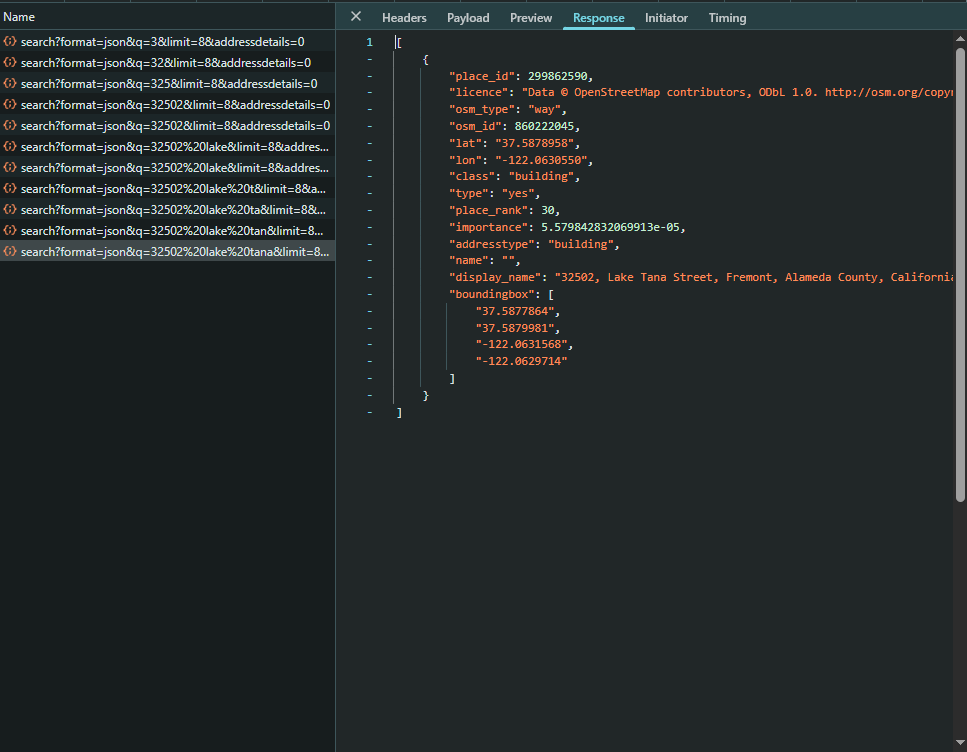 Name
search?format=json&q=3&limit=8&addressdetails=0
search?format=json&q=32&limit=8&addressdetails=0
search?format=json&q=325&limit=8&addressdetails=0
search?format=json&q=32502&limit=8&addressdetails=0
search?format=json&q=32502&limit=8&addressdetails=0
search?format=json&q=32502%20lake&limit=8&addres...
search?format=json&q=32502%20lake&limit=8&addres...
search?format=json&q=32502%20lake%20t&limit=8&a...
search?format=json&q=32502%20lake%20ta&limit=8&...
search?format=json&q=32502%20lake%20tan&limit=8...
search?format=json&q=32502%20lake%20tana&limit=8...
Headers Payload Preview Response Initiator Timing
1 [
- {
- "place_id": 299862590,
- "licence": "Data © OpenStreetMap contributors, ODbL 1.0. http://osm.org/copyr
- "osm_type": "way",
- "osm_id": 860222045,
- "lat": "37.5878958",
- "lon": "-122.0630550",
- "class": "building",
- "type": "yes",
- "place_rank": 30,
- "importance": 5.579842832069913e-05,
- "addresstype": "building",
- "name": "",
- "display_name": "32502, Lake Tana Street, Fremont, Alameda County, California
- "boundingbox": [
- "37.5877864",
- "37.5879981",
- "-122.0631568",
- "-122.0629714"
- ]
- }
- ]